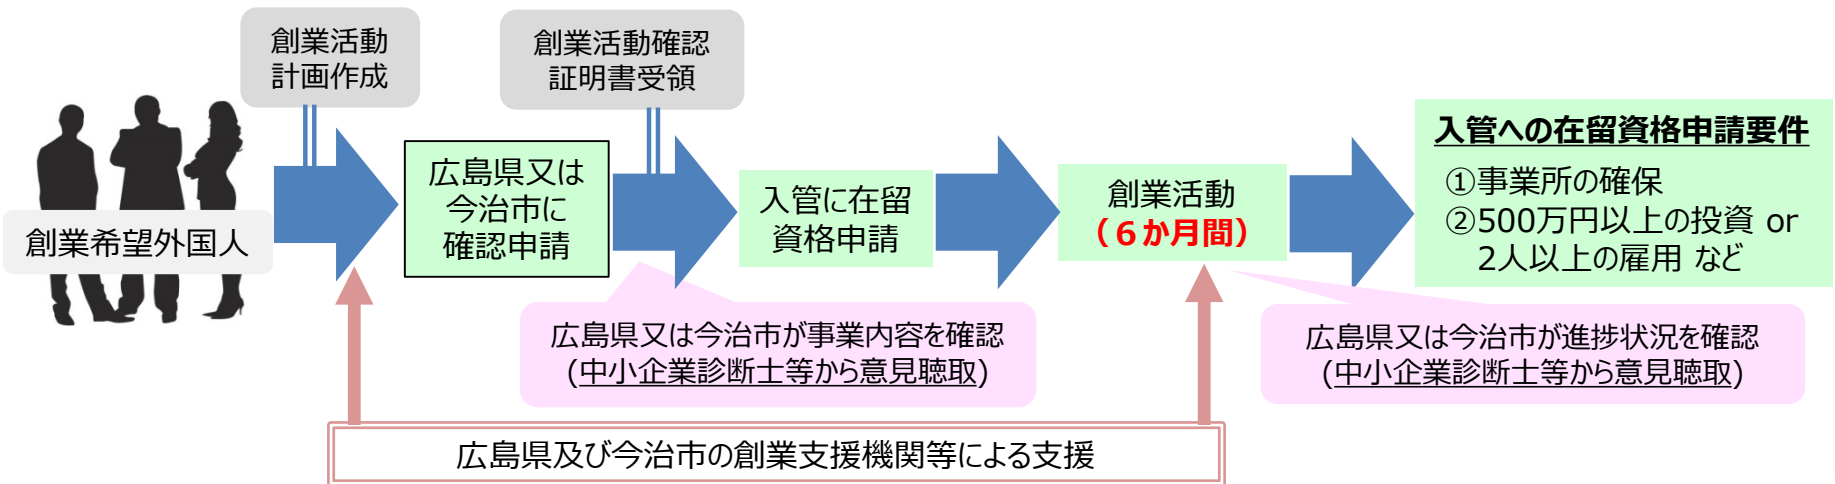 創業活動
計画作成
創業活動確認
証明書受領
創業希望外国人
広島県又は
今治市に
確認申請
入管に在留
資格申請
創業活動
（６か月間）
入管への在留資格申請要件
①事業所の確保
②500万円以上の投資 or
2人以上の雇用 など
広島県又は今治市が事業内容を確認
(中小企業診断士等から意見聴取)
広島県又は今治市が進捗状況を確認
(中小企業診断士等から意見聴取)
広島県及び今治市の創業支援機関等による支援